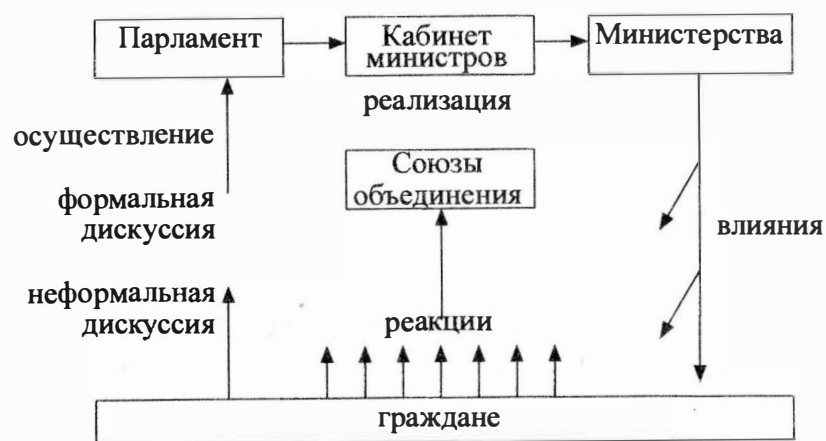 Парламент
Кабинет
министров
Министерства
реализация
осуществление
Союзы
объединения
формальная
дискуссия
влияния
неформальная
дискуссия
реакции
граждане